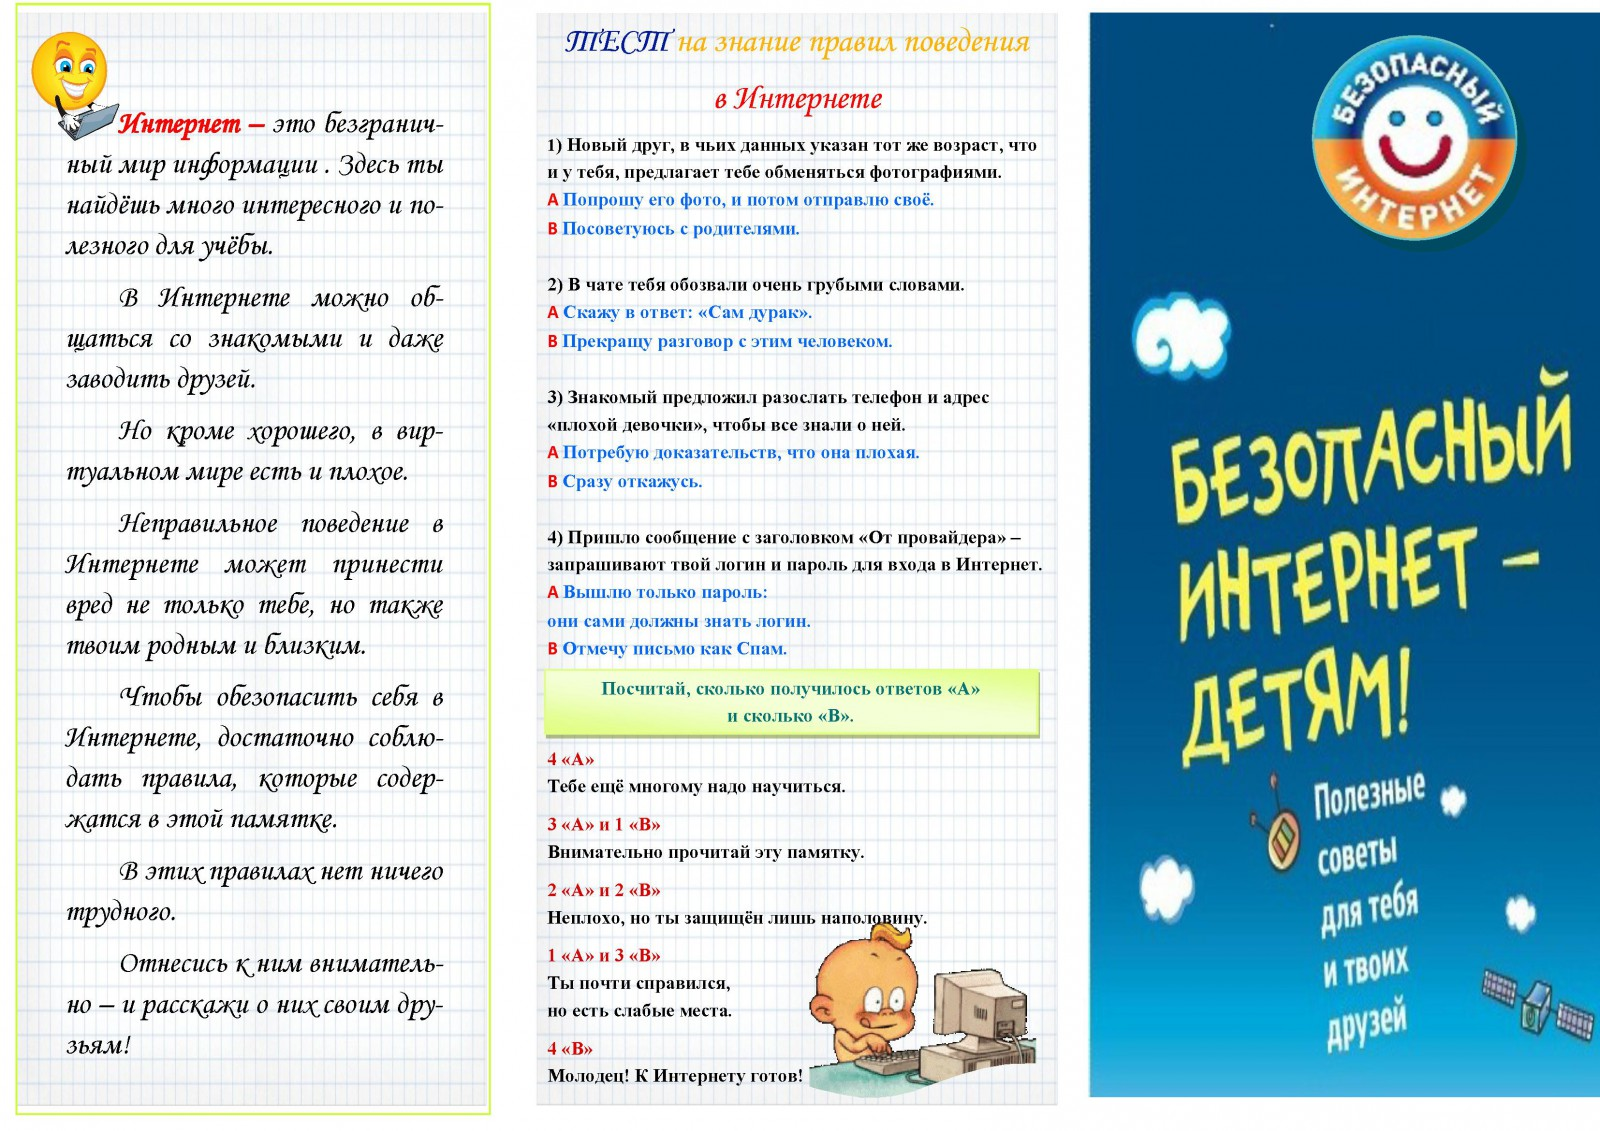 Интернет – это безгранич-
ный мир информации . Здесь ты
найдёшь много интересного и по-
лезного для учёбы.
В Интернете можно об-
щаться со знакомыми и даже
заводить друзей.
Но кроме хорошего, в вир-
туальном мире есть и плохое.
Неправильное поведение в
Интернете может принести
вред не только тебе, но также
твоим родным и близким.
Чтобы обезопасить себя в
Интернете, достаточно соблю-
дать правила, которые содер-
жатся в этой памятке.
В этих правилах нет ничего
трудного.
Отнесись к ним вниматель-
но – и расскажи о них своим дру-
зьям!
ТЕСТ на знание правил поведения
в Интернете
1) Новый друг, в чьих данных указан тот же возраст, что
и у тебя, предлагает тебе обменяться фотографиями.
А Попрошу его фото, и потом отправлю своё.
В Посоветуюсь с родителями.
2) В чате тебя обозвали очень грубыми словами.
А Скажу в ответ: «Сам дурак».
В Прекращу разговор с этим человеком.
3) Знакомый предложил разослать телефон и адрес
«плохой девочки», чтобы все знали о ней.
А Потребую доказательств, что она плохая.
В Сразу откажусь.
4) Пришло сообщение с заголовком «От провайдера» –
запрашивают твой логин и пароль для входа в Интернет.
А Вышлю только пароль:
они сами должны знать логин.
В Отмечу письмо как Спам.
Посчитай, сколько получилось ответов «А»
и сколько «В».
4 «А»
Тебе ещё многому надо научиться.
3 «А» и 1 «В»
Внимательно прочитай эту памятку.
2 «А» и 2 «В»
Неплохо, но ты защищён лишь наполовину.
1 «А» и 3 «В»
Ты почти справился,
но есть слабые места.
4 «В»
Молодец! К Интернету готов!
БЕЗОПАСНЫЙ
ИНТЕРНЕТ
БЕЗОПАСНЫЙ
ИНТЕРНЕТ –
ДЕТЯМ!
Полезные
советы
для тебя
и твоих
друзей